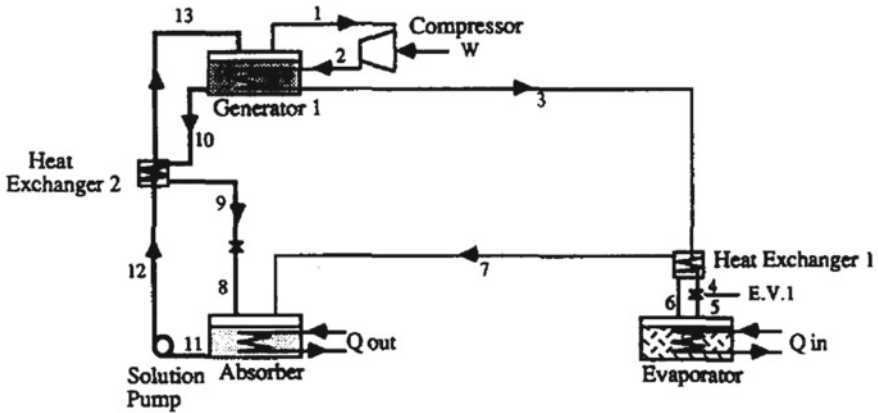 13
1
Compressor
W
2
Generator 1
3
10
Heat
Exchanger 2
9
12
7
Heat Exchanger 1
8
6
4
E.V.1
5
11
Q out
Q in
Solution
Pump
Absorber
Evaporator